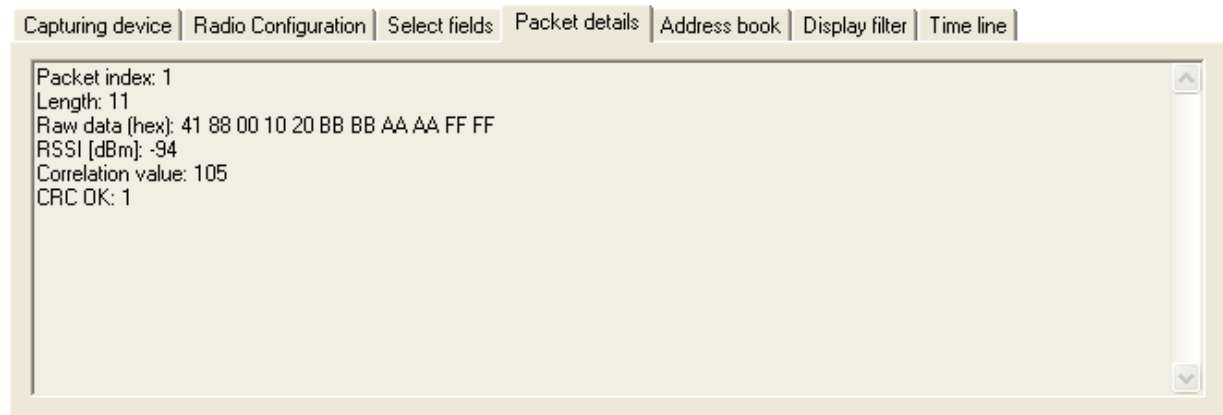 Capturing device Radio Configuration Select fields Packet details Address book Display filter Time line
Packet index: 1
Length: 11
Raw data (hex): 41 88 00 10 20 BB BB AA AA FF FF
RSSI [dBm]: -94
Correlation value: 105
CRC OK: 1